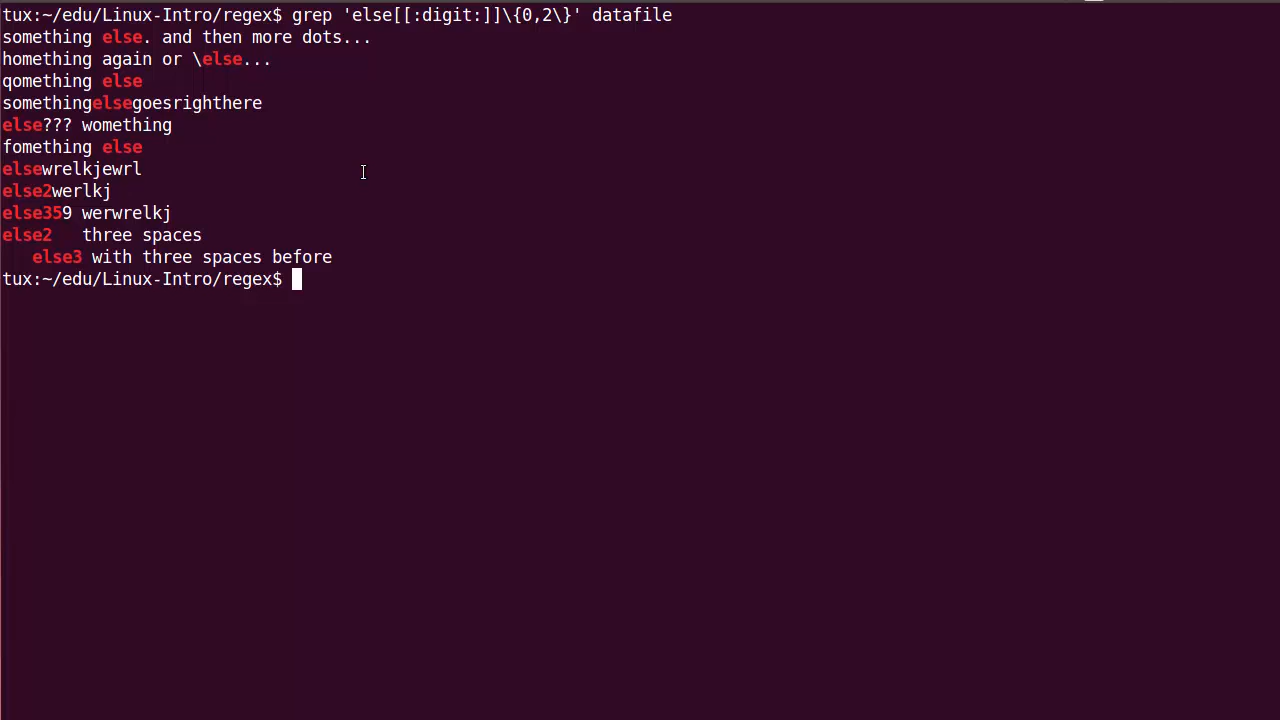 tux:~/edu/Linux-Intro/regex$ grep 'else[[:digit:]]\{0,2\}' datafile
something else. and then more dots...
homething again or \else...
qomething else
somethingelsegoesrighthere
else??? womething
fomething else
elsewrelkjewrl
else2werlkj
else359 werwrelkj
else2   three spaces
   else3 with three spaces before
tux:~/edu/Linux-Intro/regex$